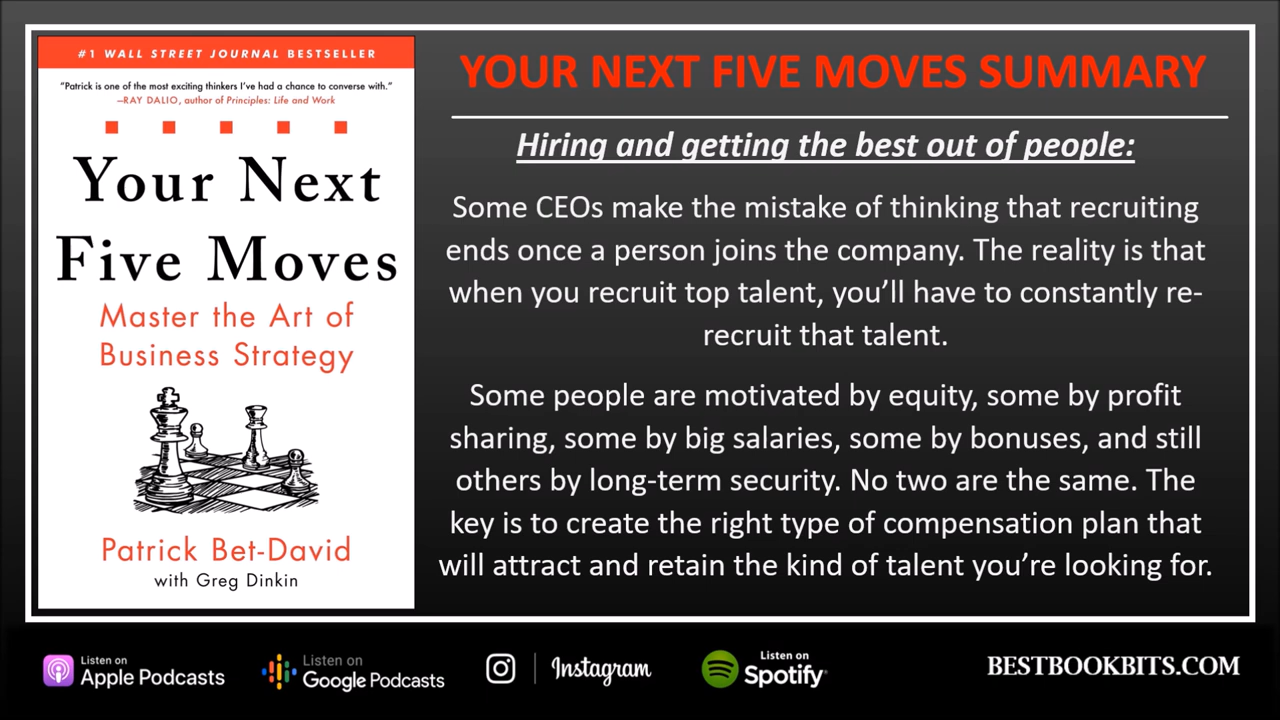 #1 WALL STREET JOURNAL BESTSELLER
“Patrick is one of the most exciting thinkers I’ve had a chance to converse with.”
—RAY DALIO, author of Principles: Life and Work
Your Next
Five Moves
Master the Art of
Business Strategy
Patrick Bet-David
with Greg Dinkin
YOUR NEXT FIVE MOVES SUMMARY
Hiring and getting the best out of people:
Some CEOs make the mistake of thinking that recruiting
ends once a person joins the company. The reality is that
when you recruit top talent, you’ll have to constantly re-
recruit that talent.
Some people are motivated by equity, some by profit
sharing, some by big salaries, some by bonuses, and still
others by long-term security. No two are the same. The
key is to create the right type of compensation plan that
will attract and retain the kind of talent you’re looking for.
Listen on
Apple Podcasts
Listen on
Google Podcasts
Instagram
Listen on
Spotify
BESTBOOKBITS.COM